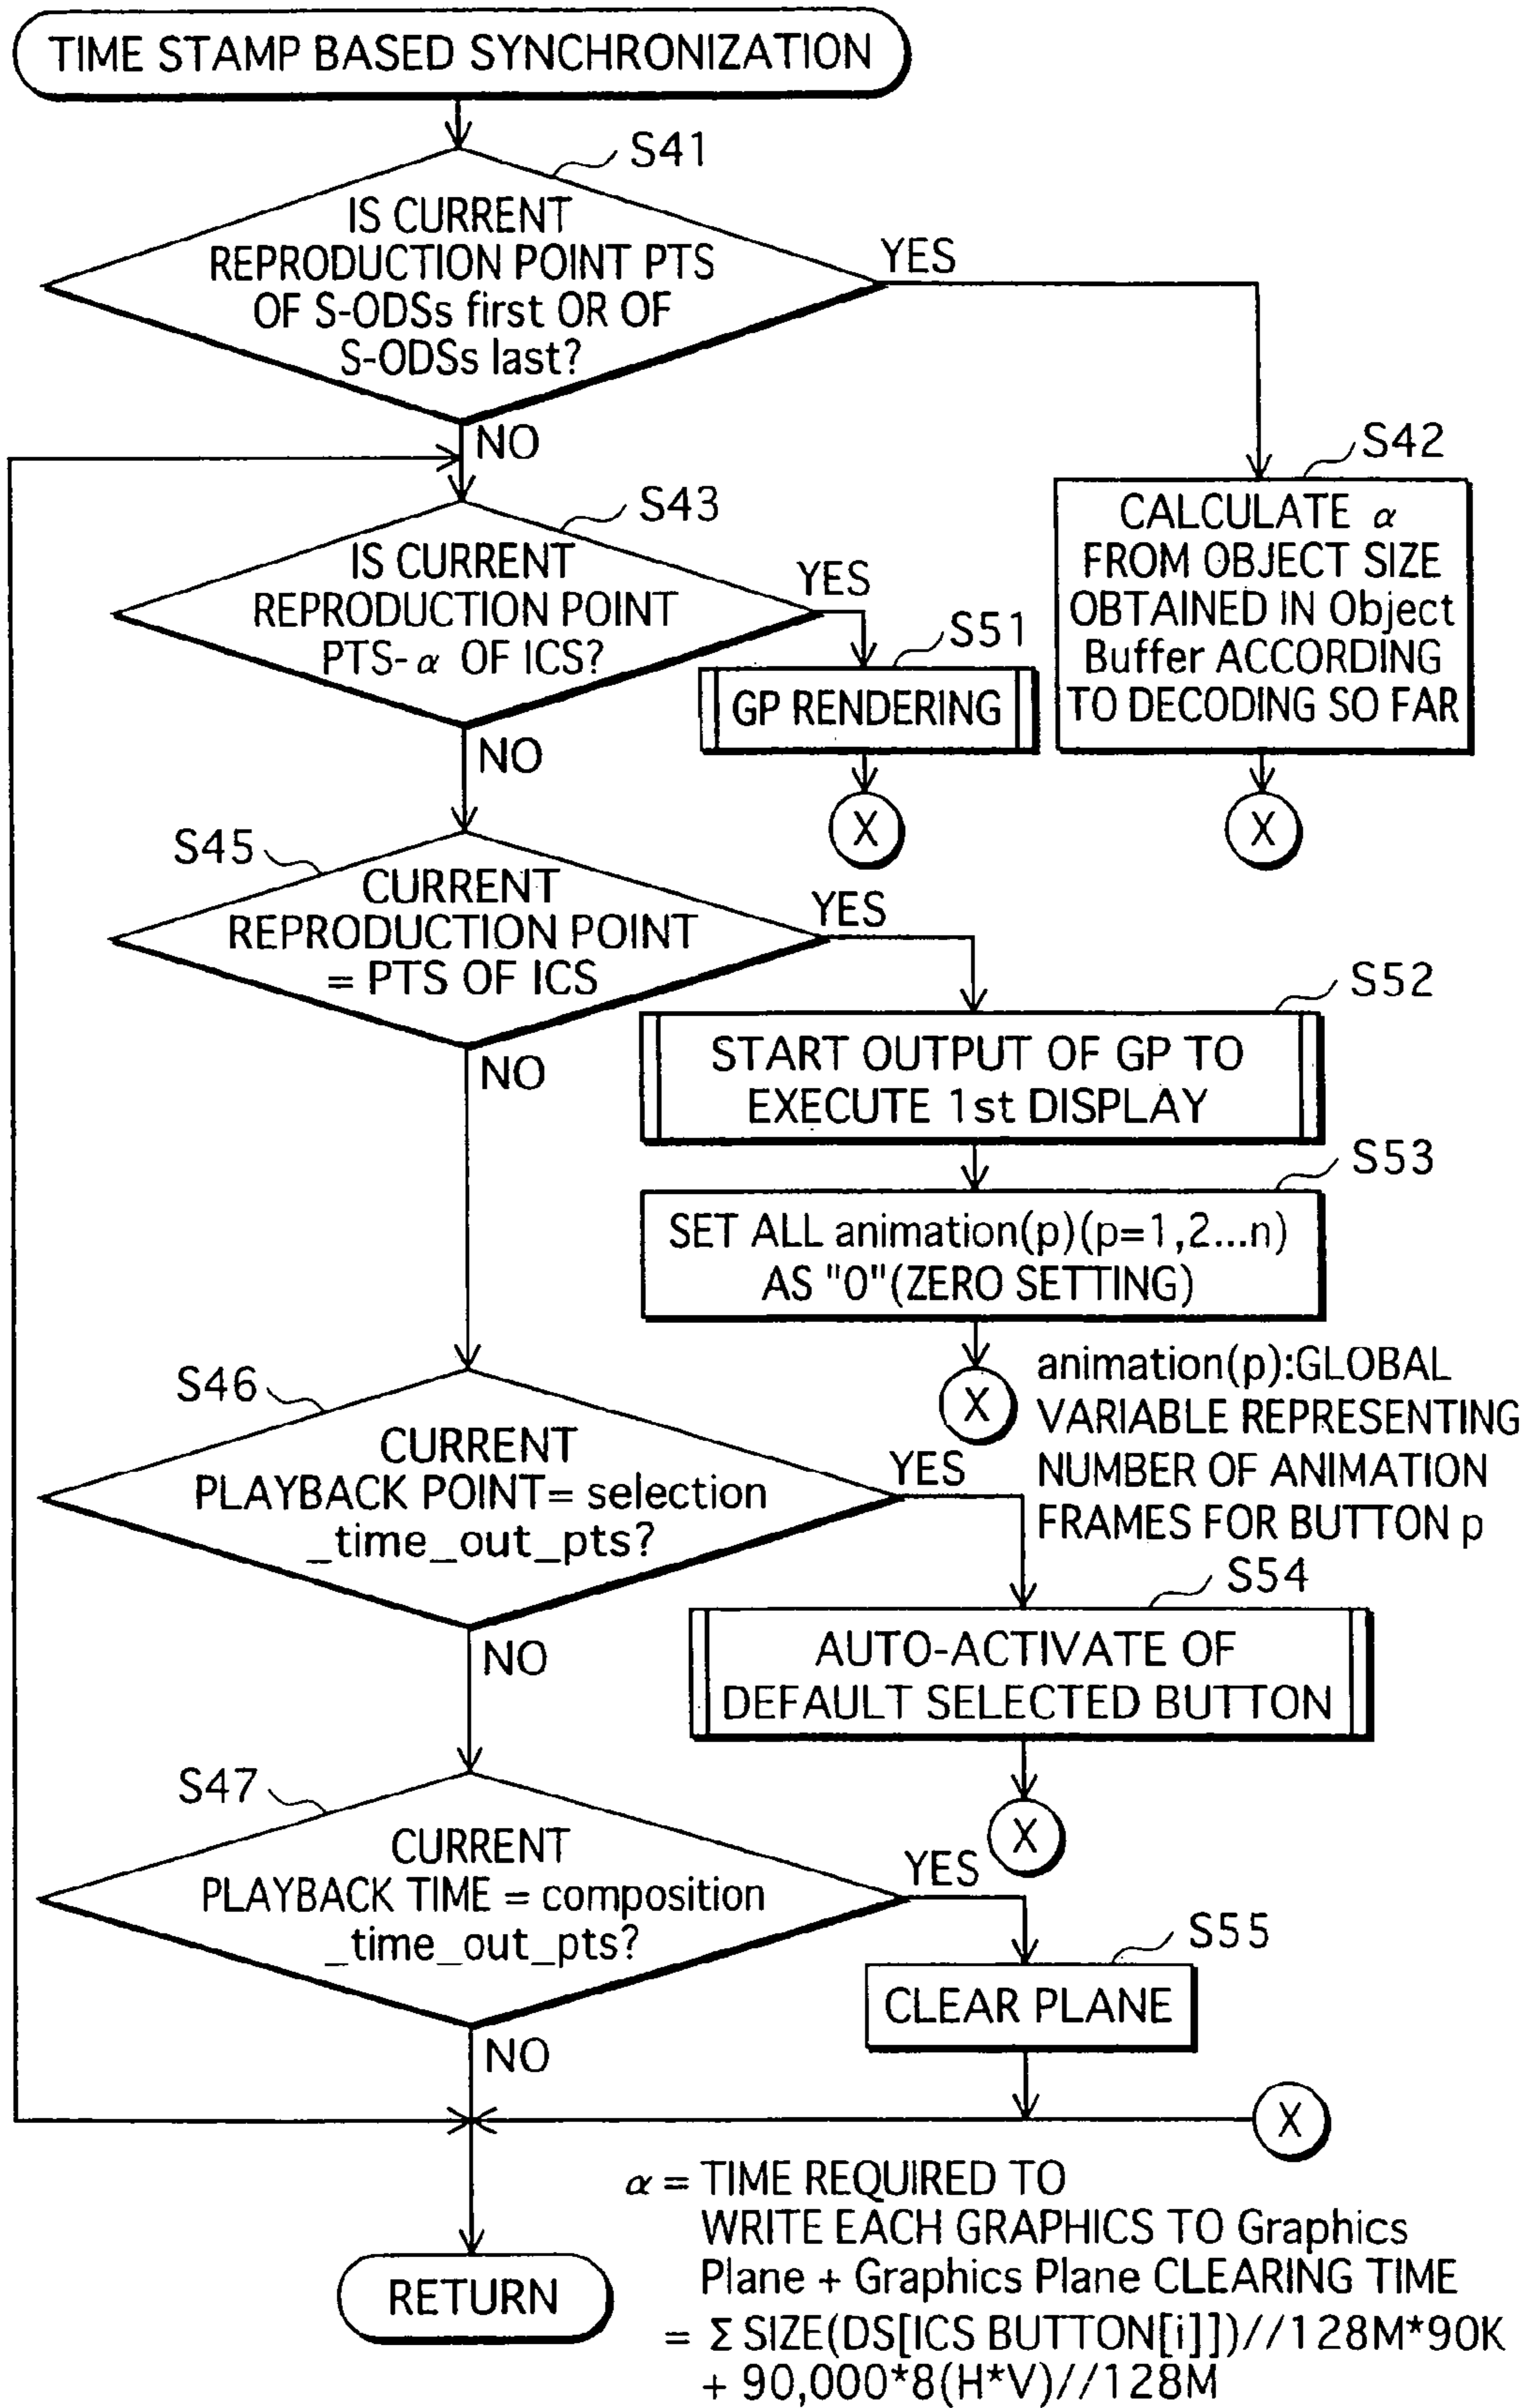 TIME STAMP BASED SYNCHRONIZATION
S41
IS CURRENT
REPRODUCTION POINT PTS
OF S-ODSs first OR OF
S-ODSs last?
YES
NO
S42
CALCULATE α
FROM OBJECT SIZE
OBTAINED IN Object
Buffer ACCORDING
TO DECODING SO FAR
X
S43
IS CURRENT
REPRODUCTION POINT
PTS-α OF ICS?
YES
NO
S51
GP RENDERING
X
S45
CURRENT
REPRODUCTION POINT
= PTS OF ICS
YES
NO
S52
START OUTPUT OF GP TO
EXECUTE 1st DISPLAY
S53
SET ALL animation(p)(p=1,2...n)
AS "0"(ZERO SETTING)
X
animation(p):GLOBAL
VARIABLE REPRESENTING
NUMBER OF ANIMATION
FRAMES FOR BUTTON p
S46
CURRENT
PLAYBACK POINT= selection
_time_out_pts?
YES
NO
S54
AUTO-ACTIVATE OF
DEFAULT SELECTED BUTTON
X
S47
CURRENT
PLAYBACK TIME = composition
_time_out_pts?
YES
NO
S55
CLEAR PLANE
X
RETURN
α = TIME REQUIRED TO
WRITE EACH GRAPHICS TO Graphics
Plane + Graphics Plane CLEARING TIME
= Σ SIZE(DS[ICS BUTTON[i]])//128M*90K
+ 90,000*8(H*V)//128M